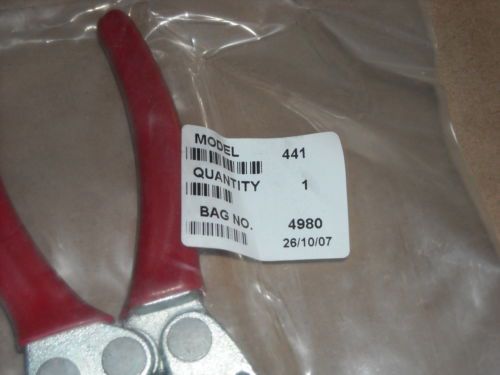 MODEL 441
QUANTITY 1
BAG NO. 4980
26/10/07